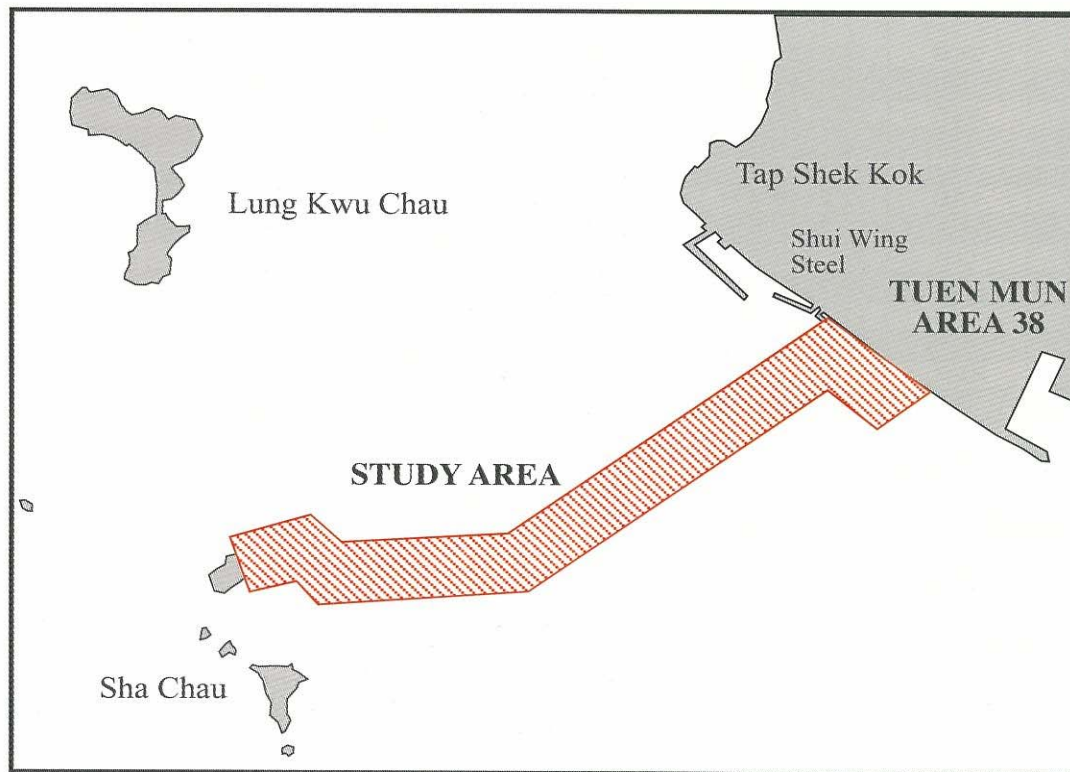 Lung Kwu Chau
Tap Shek Kok
Shui Wing
Steel
TUEN MUN
AREA 38
STUDY AREA
Sha Chau